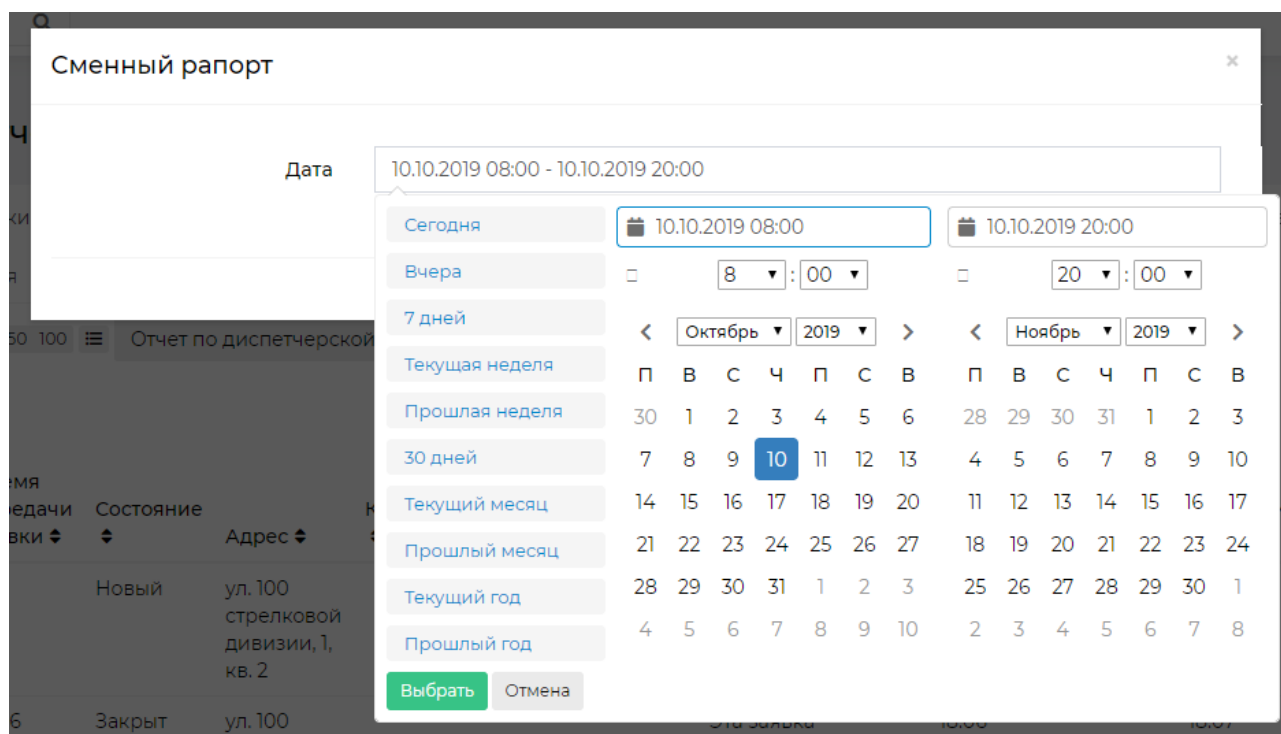 Сменный рапорт ×
Дата 10.10.2019 08:00 - 10.10.2019 20:00
Сегодня
Вчера
7 дней
Текущая неделя
Прошлая неделя
30 дней
Текущий месяц
Прошлый месяц
Текущий год
Прошлый год
Выбрать Отмена
10.10.2019 08:00
8 : 00
Октябрь 2019
П В С Ч П С В
30 1 2 3 4 5 6
7 8 9 10 11 12 13
14 15 16 17 18 19 20
21 22 23 24 25 26 27
28 29 30 31 1 2 3
4 5 6 7 8 9 10
10.10.2019 20:00
20 : 00
Ноябрь 2019
П В С Ч П С В
28 29 30 31 1 2 3
4 5 6 7 8 9 10
11 12 13 14 15 16 17
18 19 20 21 22 23 24
25 26 27 28 29 30 1
2 3 4 5 6 7 8
50 100 Отчет по диспетчерской
Состояние
Адрес
Новый ул. 100
стрелковой
дивизии, 1,
кв. 2
Закрыт ул. 100